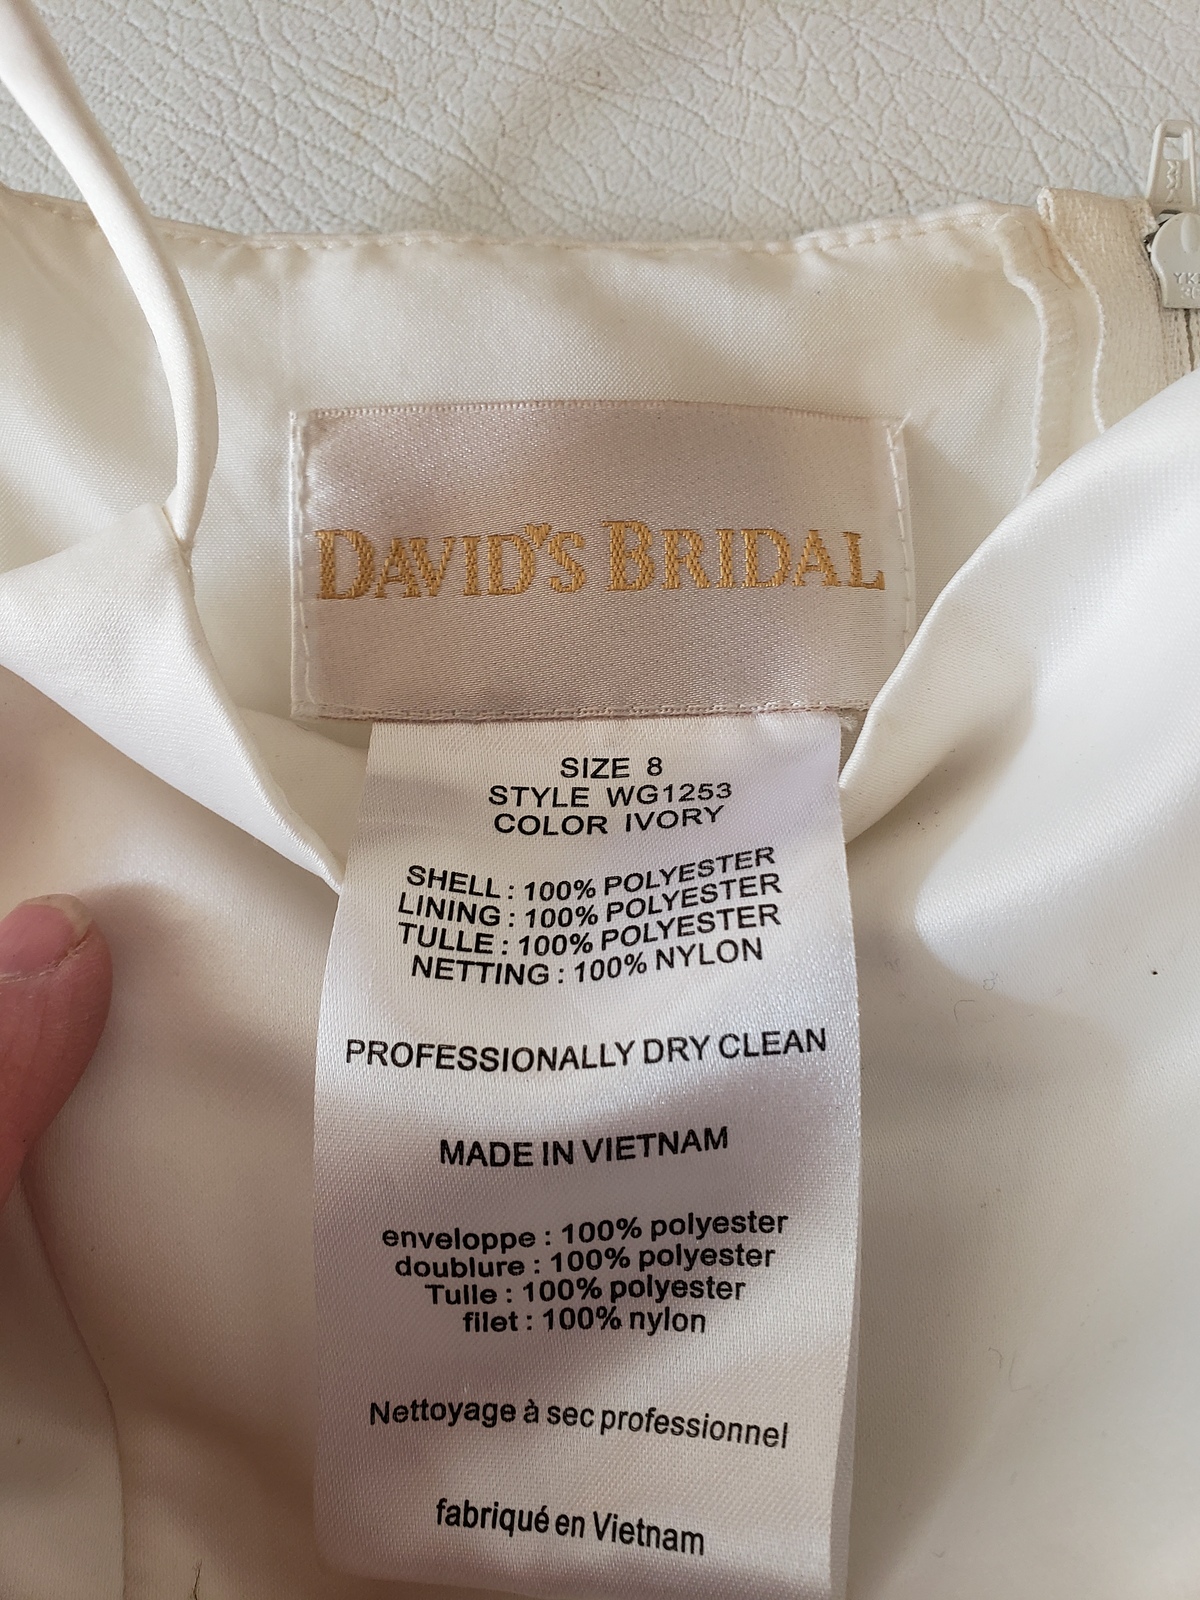 DAVID'S BRIDAL
SIZE 8
STYLE WG1253
COLOR IVORY
SHELL : 100% POLYESTER
LINING : 100% POLYESTER
TULLE : 100% POLYESTER
NETTING : 100% NYLON
PROFESSIONALLY DRY CLEAN
MADE IN VIETNAM
enveloppe : 100% polyester
doublure : 100% polyester
Tulle : 100% polyester
filet : 100% nylon
Nettoyage à sec professionnel
fabriqué en Vietnam